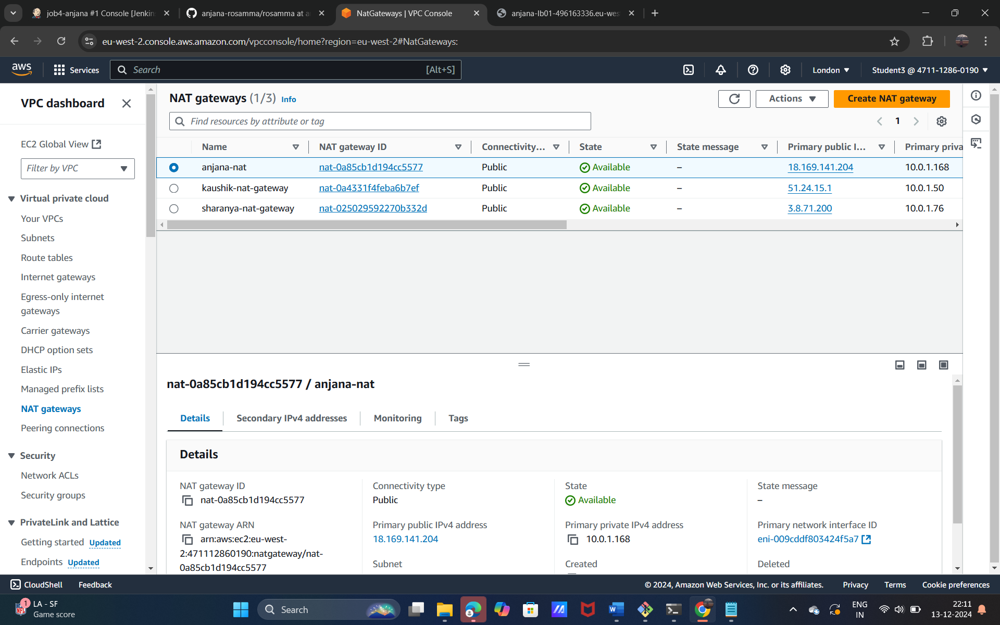 job4-anjana #1 Console [Jenkin
anjana-rosamma/rosamma at a
NatGateways | VPC Console
anjana-lb01-496163336.eu-wes
eu-west-2.console.aws.amazon.com/vpcconsole/home?region=eu-west-2#NatGateways:
aws
Services
Search
[Alt+S]
London
Student3 @ 4711-1286-0190
VPC dashboard
EC2 Global View
Filter by VPC
Virtual private cloud
Your VPCs
Subnets
Route tables
Internet gateways
Egress-only internet
gateways
Carrier gateways
DHCP option sets
Elastic IPs
Managed prefix lists
NAT gateways
Peering connections
Security
Network ACLs
Security groups
PrivateLink and Lattice
Getting started Updated
Endpoints Updated
NAT gateways (1/3) Info
Actions
Create NAT gateway
Find resources by attribute or tag
1
Name NAT gateway ID Connectivity... State State message Primary public I... Primary priva
anjana-nat nat-0a85cb1d194cc5577 Public Available – 18.169.141.204 10.0.1.168
kaushik-nat-gateway nat-0a4331f4feba6b7ef Public Available – 51.24.15.1 10.0.1.50
sharanya-nat-gateway nat-025029592270b332d Public Available – 3.8.71.200 10.0.1.76
nat-0a85cb1d194cc5577 / anjana-nat
Details Secondary IPv4 addresses Monitoring Tags
Details
NAT gateway ID
nat-0a85cb1d194cc5577
Connectivity type
Public
State
Available
State message
–
NAT gateway ARN
arn:aws:ec2:eu-west-
2:471112860190:natgateway/nat-
0a85cb1d194cc5577
Primary public IPv4 address
18.169.141.204
Primary private IPv4 address
10.0.1.168
Primary network interface ID
eni-009cddf803424f5a7
Subnet
Created
Deleted
CloudShell
Feedback
© 2024, Amazon Web Services, Inc. or its affiliates.
Privacy
Terms
Cookie preferences
1
NFL
LA - SF
Game score
Search
ENG
IN
22:11
13-12-2024